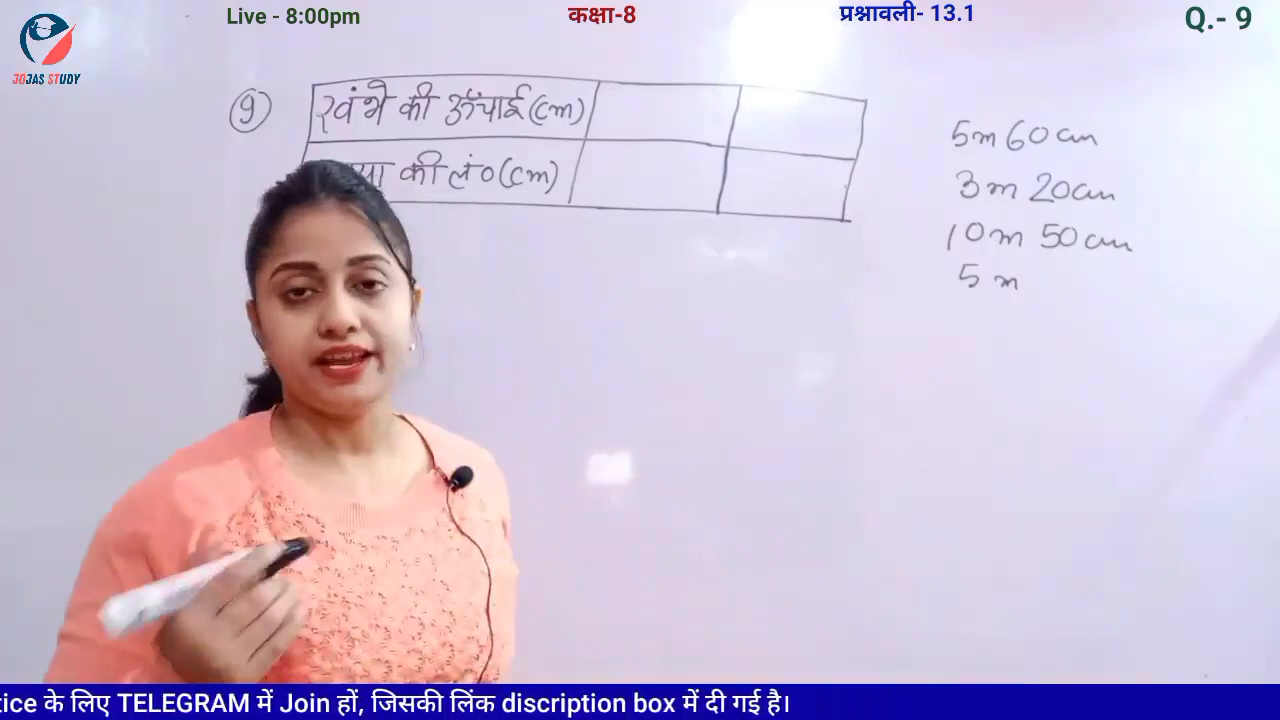 Live - 8:00pm
कक्षा-8
प्रश्नावली- 13.1
Q.- 9
JOJAS STUDY
9
खंभे की ऊँचाई (cm)
की लं० (cm)
5m 60cm
3m 20cm
10m 50cm
5m
tice के लिए TELEGRAM में Join हों, जिसकी लिंक discription box में दी गई है।